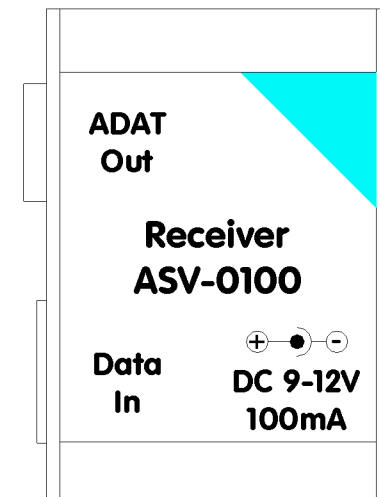 ADAT
Out
Receiver
ASV-0100
Data
In
+ -
DC 9-12V
100mA